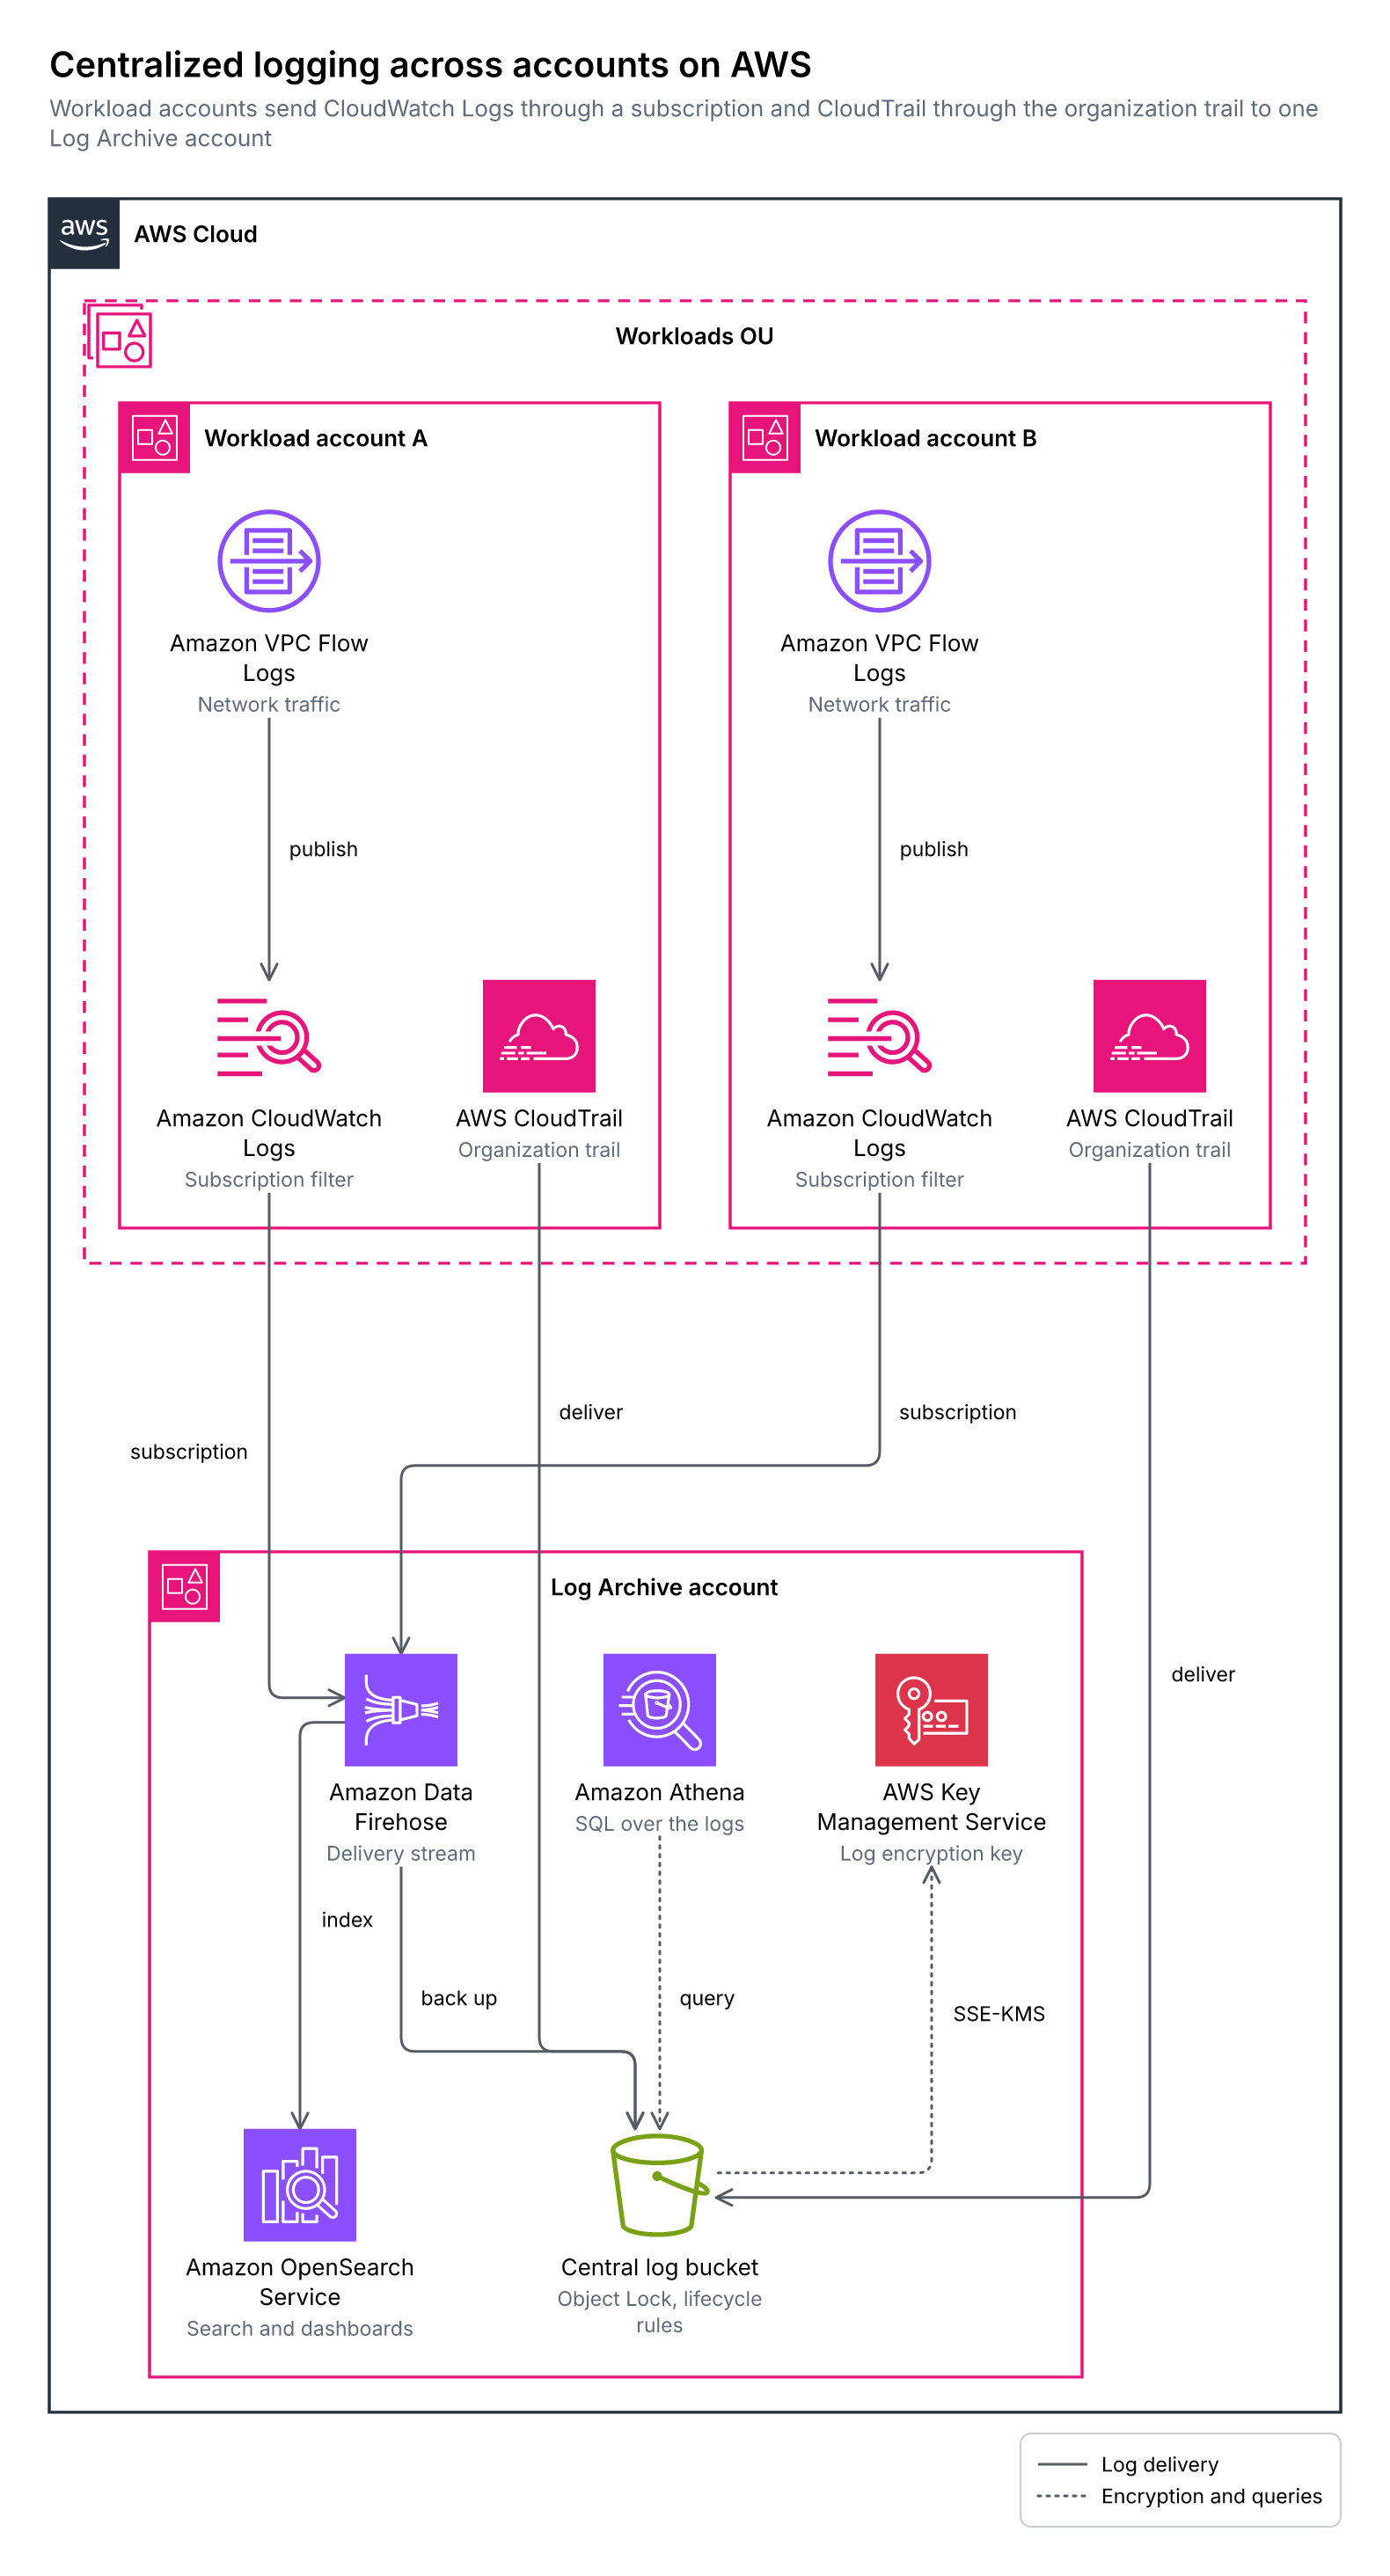 Centralized logging across accounts on AWS
Workload accounts send CloudWatch Logs through a subscription and CloudTrail through the organization trail to one
Log Archive account
aws
AWS Cloud
Workloads OU
Workload account A
Workload account B
Amazon VPC Flow
Logs
Network traffic
Amazon VPC Flow
Logs
Network traffic
publish
publish
Amazon CloudWatch
Logs
Subscription filter
AWS CloudTrail
Organization trail
Amazon CloudWatch
Logs
Subscription filter
AWS CloudTrail
Organization trail
deliver
subscription
subscription
Log Archive account
deliver
Amazon Data
Firehose
Delivery stream
Amazon Athena
SQL over the logs
AWS Key
Management Service
Log encryption key
index
back up
query
SSE-KMS
Amazon OpenSearch
Service
Search and dashboards
Central log bucket
Object Lock, lifecycle
rules
Log delivery
Encryption and queries